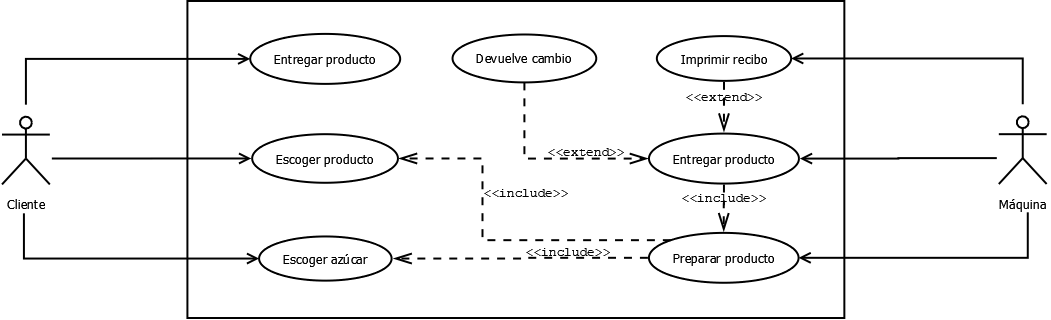 Entregar producto
Devuelve cambio
Imprimir recibo
<<extend>>
<<extend>>
Escoger producto
Entregar producto
<<include>>
<<include>>
Cliente
Máquina
<<include>>
Escoger azúcar
Preparar producto